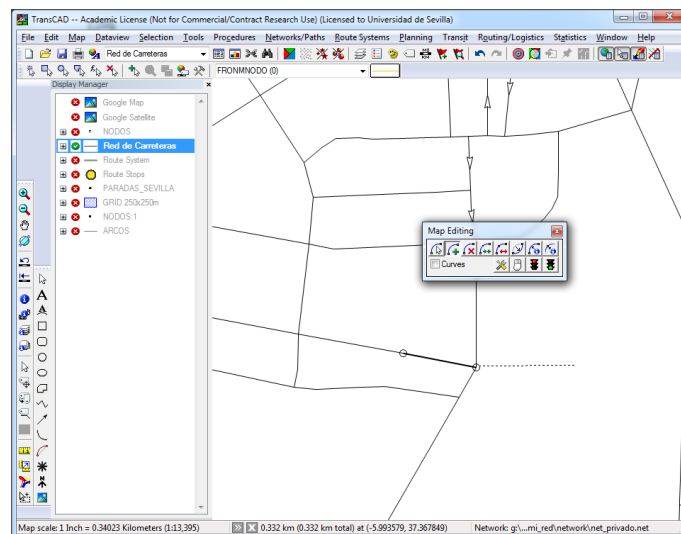 TransCAD -- Academic License (Not for Commercial/Contract Research Use) (Licensed to Universidad de Sevilla)
File Edit Map Dataview Selection Tools Procedures Networks/Paths Route Systems Planning Transit Routing/Logistics Statistics Window Help
Red de Carreteras
FRONMNODO (0)
Display Manager
Google Map
Google Satellite
NODOS
Red de Carreteras
Route System
Route Stops
PARADAS_SEVILLA
GRID 250x250m
NODOS:1
ARCOS
Map Editing
Curves
Map scale: 1 Inch = 0.34023 Kilometers (1:13,395)
0.332 km (0.332 km total) at (-5.993579, 37.367849)
Network: g:\...mi_red\network\net_privado.net